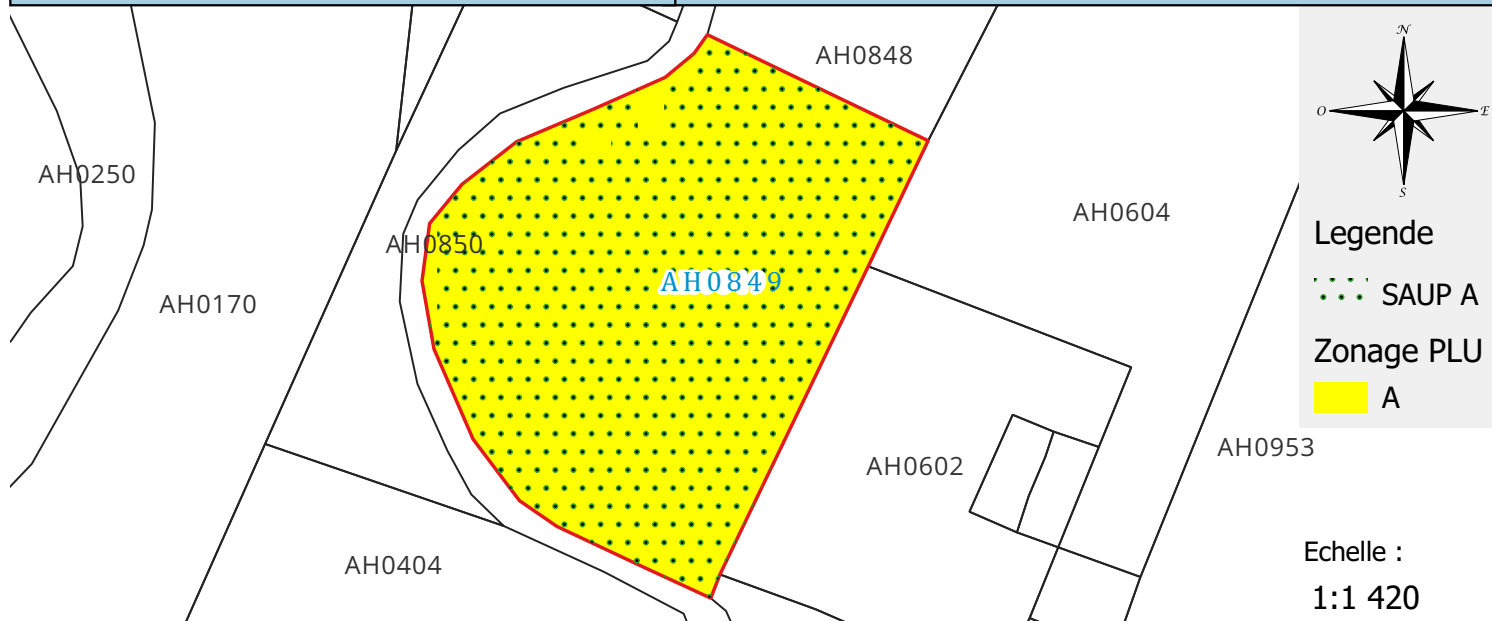 AH0848
N
O
E
S
AH0250
AH0604
Legende
AH0850
AH0849
SAUP A
AH0170
Zonage PLU
A
AH0953
AH0602
Echelle :
AH0404
1:1 420